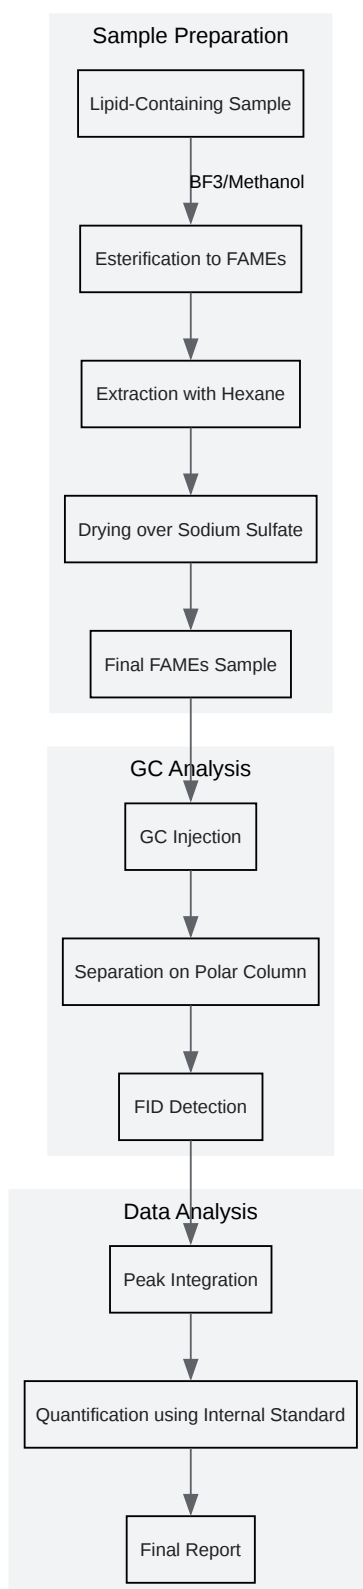 Sample Preparation
Lipid-Containing Sample
BF3/Methanol
Esterification to FAMEs
Extraction with Hexane
Drying over Sodium Sulfate
Final FAMEs Sample
GC Analysis
GC Injection
Separation on Polar Column
FID Detection
Data Analysis
Peak Integration
Quantification using Internal Standard
Final Report